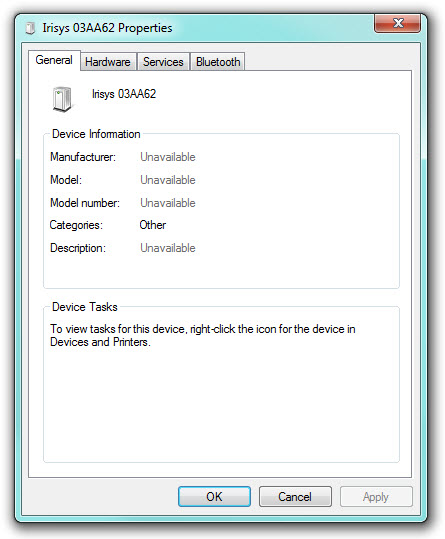 Irisys 03AA62 Properties
General Hardware Services Bluetooth
Irisys 03AA62
Device Information
Manufacturer: Unavailable
Model: Unavailable
Model number: Unavailable
Categories: Other
Description: Unavailable
Device Tasks
To view tasks for this device, right-click the icon for the device in
Devices and Printers.
OK Cancel Apply